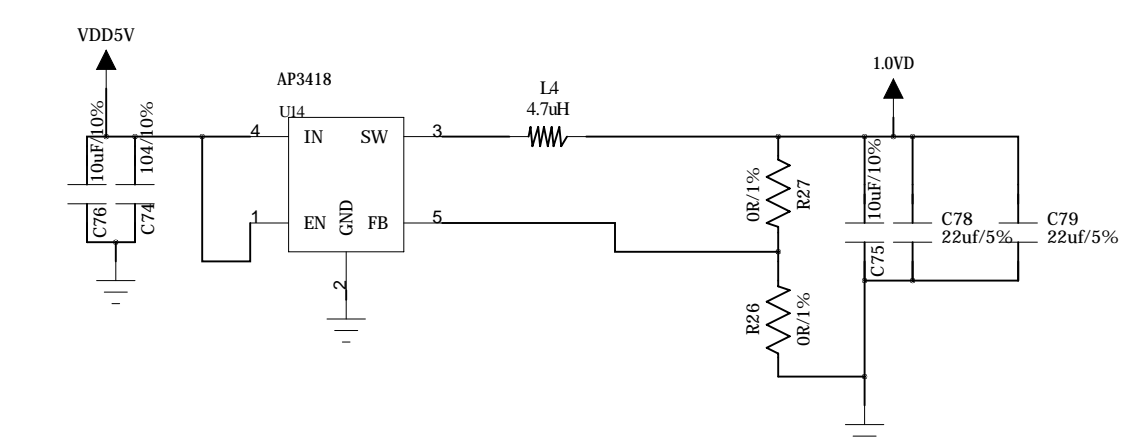 VDD5V
1.0VD
AP3418
U14
L4
4.7uH
10uF/10%
104/10%
4
IN
SW
3
1
EN
GND
FB
5
2
C76
C74
0R/1%
R27
10uF/10%
C75
C78
22uf/5%
C79
22uf/5%
R26
0R/1%